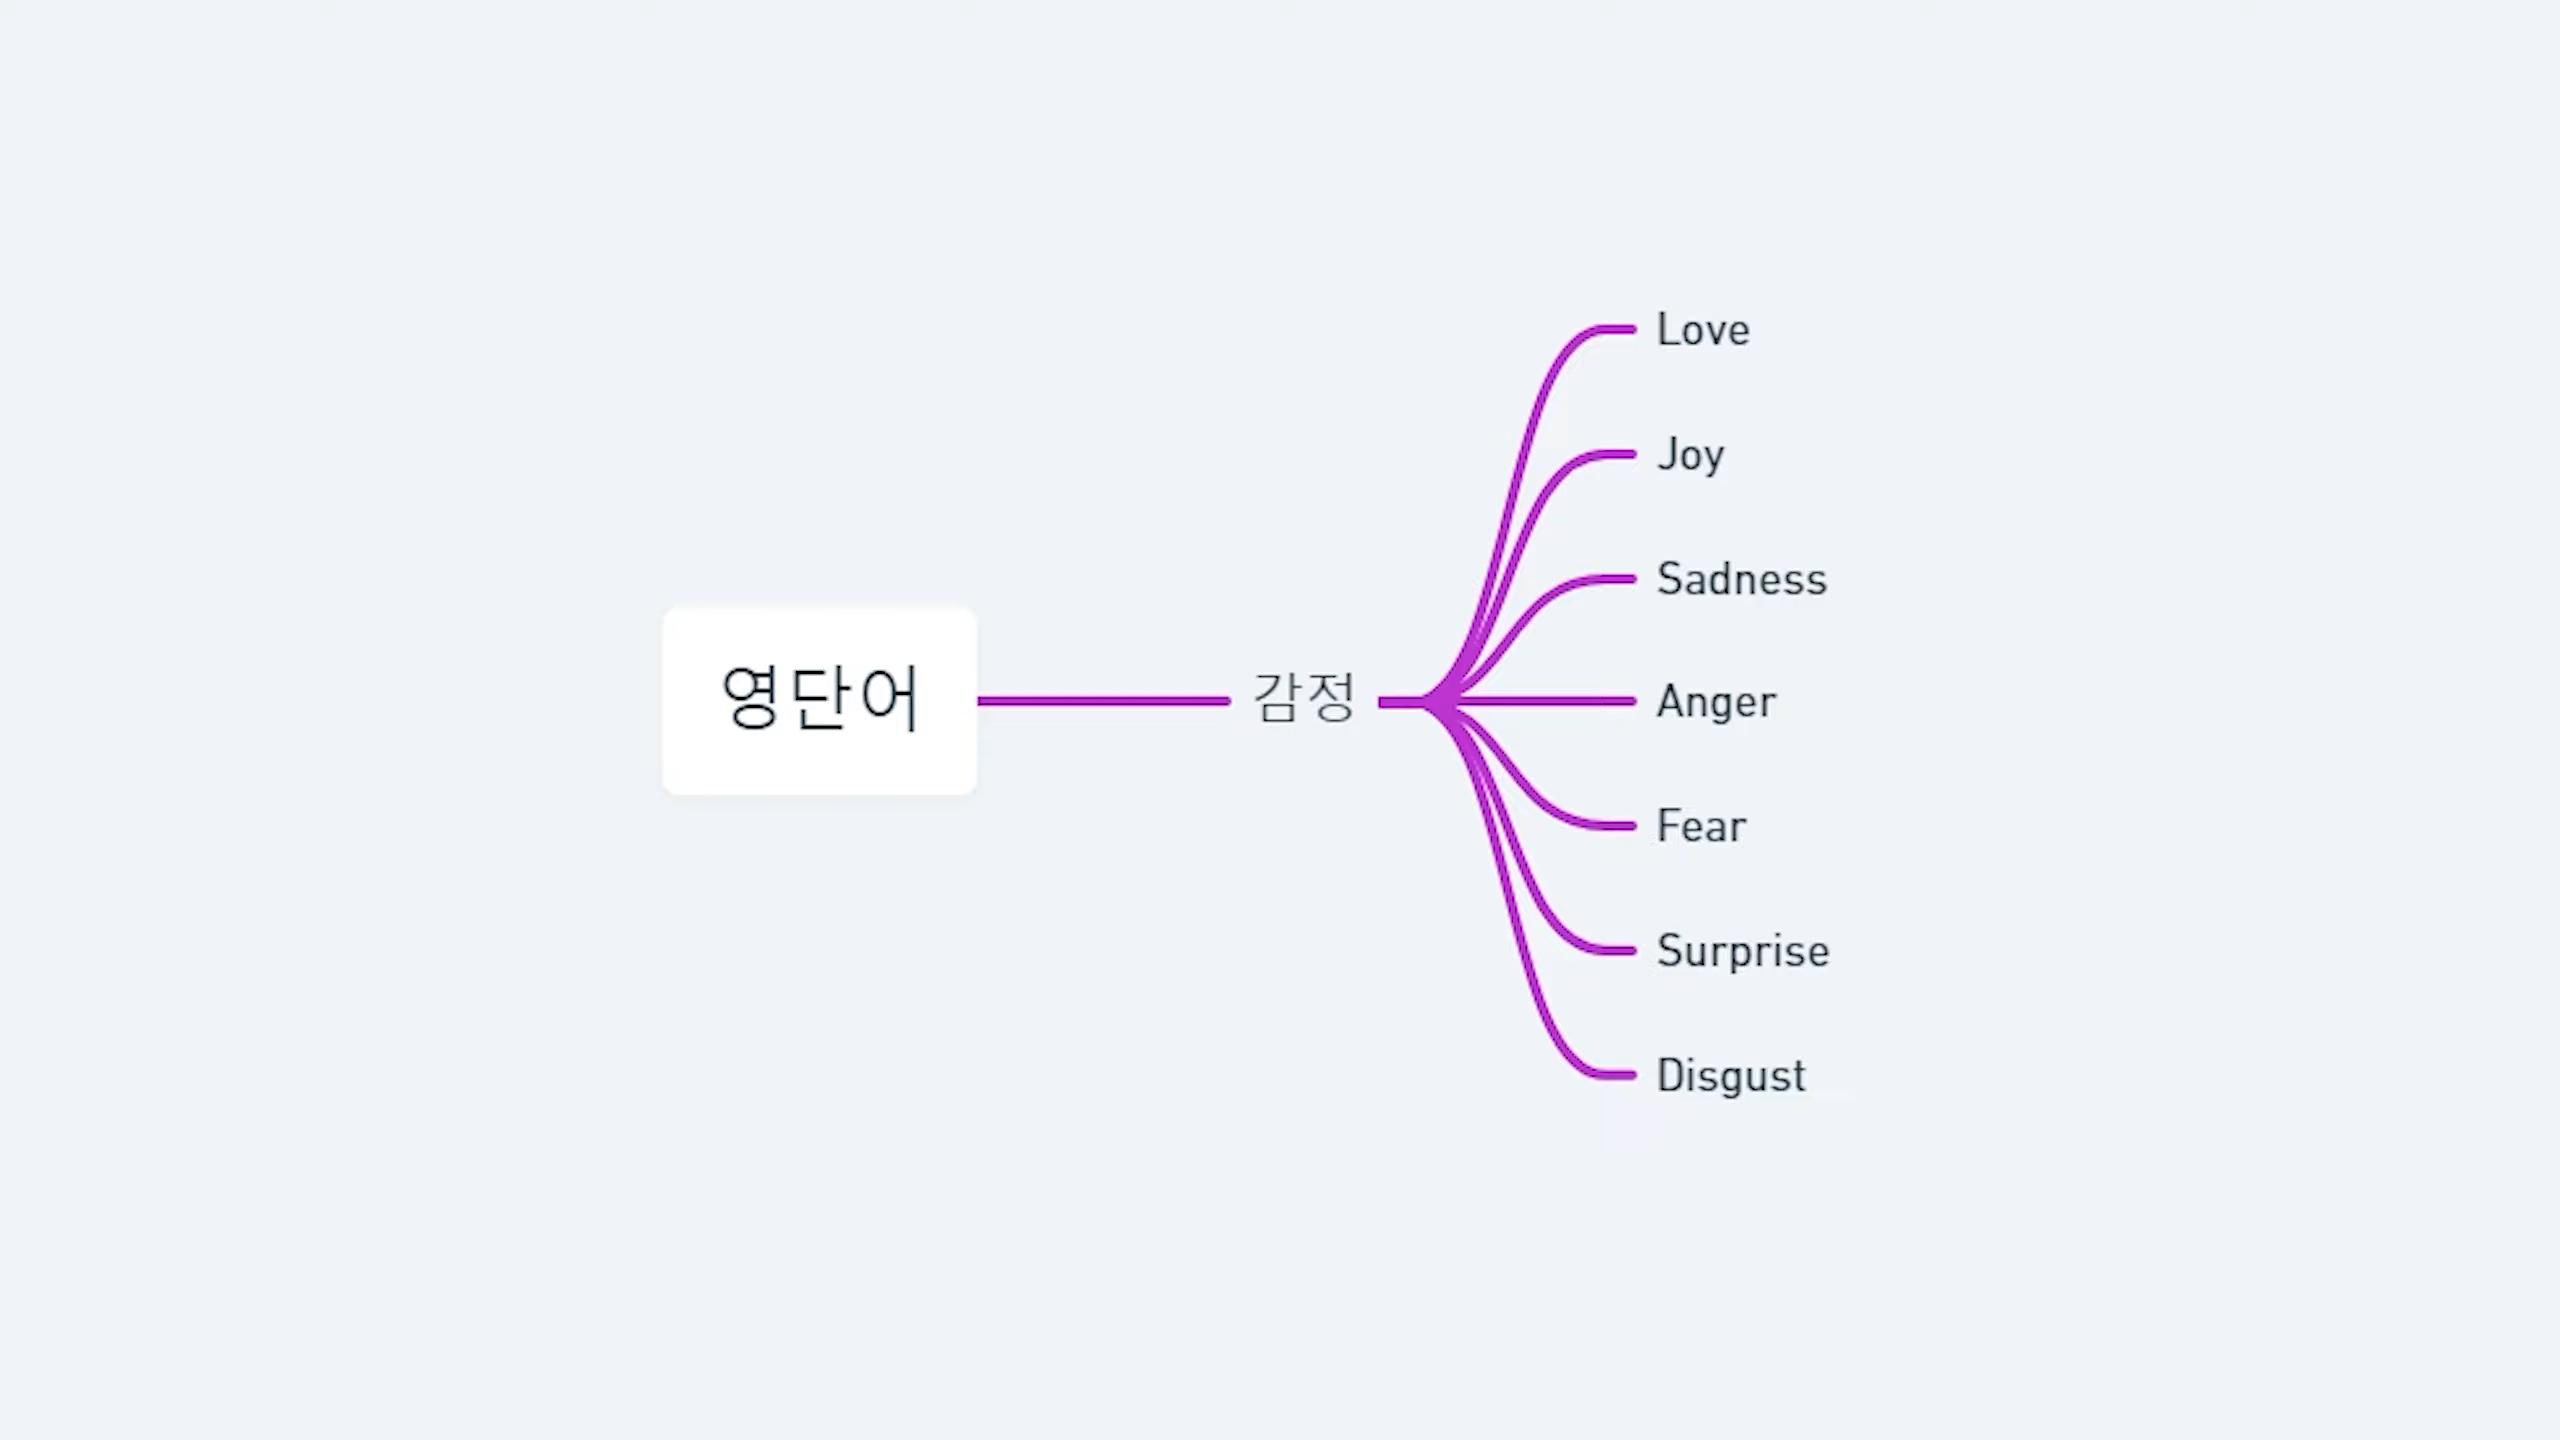 영단어
감정
Love
Joy
Sadness
Anger
Fear
Surprise
Disgust